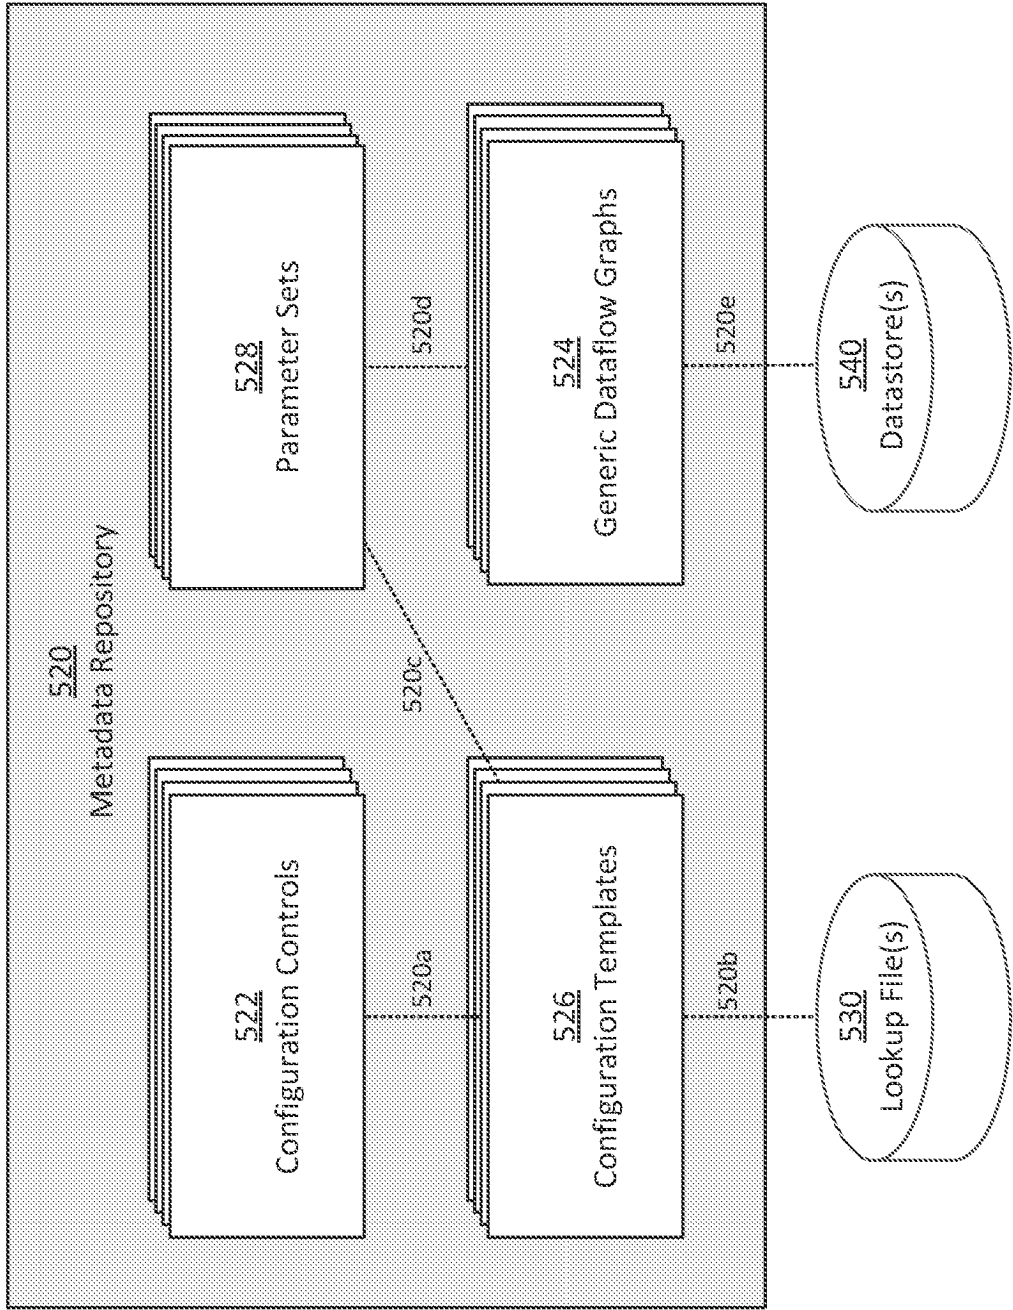 520
Metadata Repository
522
Configuration Controls
528
Parameter Sets
520a
520c
520d
526
Configuration Templates
524
Generic Dataflow Graphs
520b
520e
530
Lookup File(s)
540
Datastore(s)